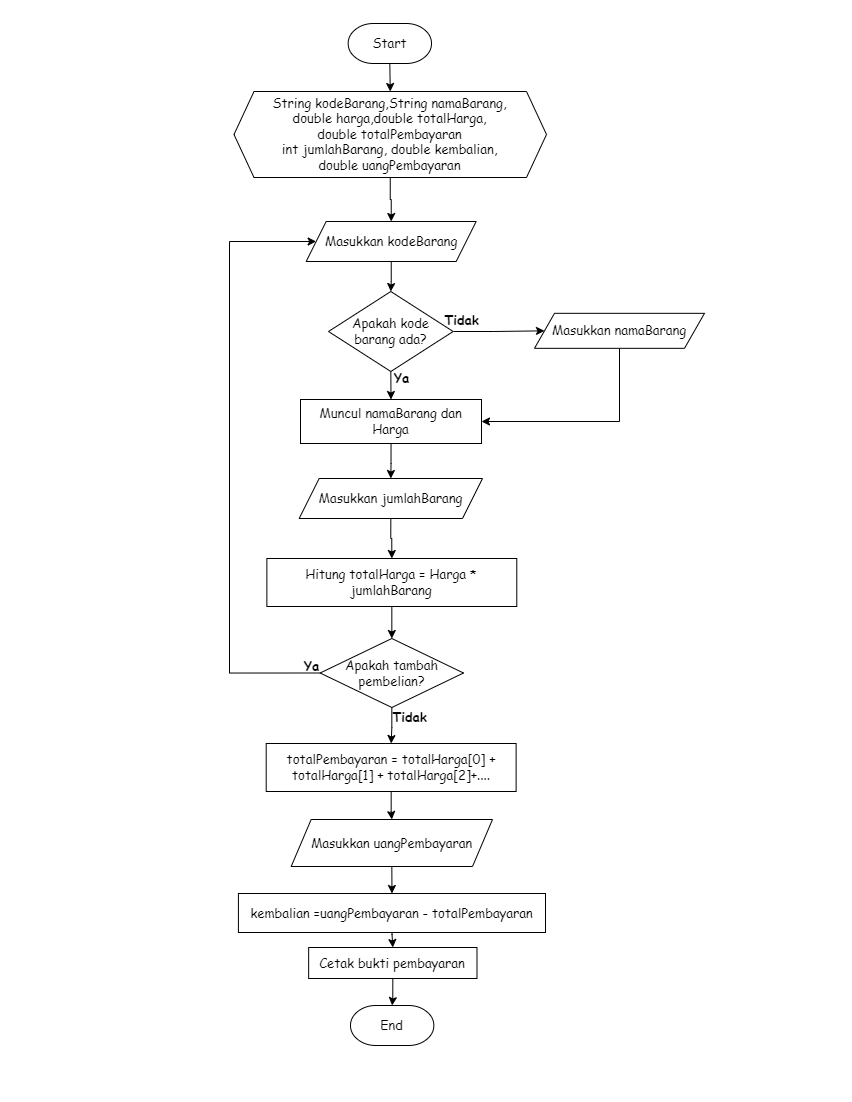 Start
String kodeBarang,String namaBarang,
double harga,double totalHarga,
double totalPembayaran
int jumlahBarang, double kembalian,
double uangPembayaran
Masukkan kodeBarang
Apakah kode
barang ada?
Tidak
Masukkan namaBarang
Ya
Muncul namaBarang dan
Harga
Masukkan jumlahBarang
Hitung totalHarga = Harga *
jumlahBarang
Ya
Apakah tambah
pembelian?
Tidak
totalPembayaran = totalHarga[0] +
totalHarga[1] + totalHarga[2]+....
Masukkan uangPembayaran
kembalian =uangPembayaran - totalPembayaran
Cetak bukti pembayaran
End